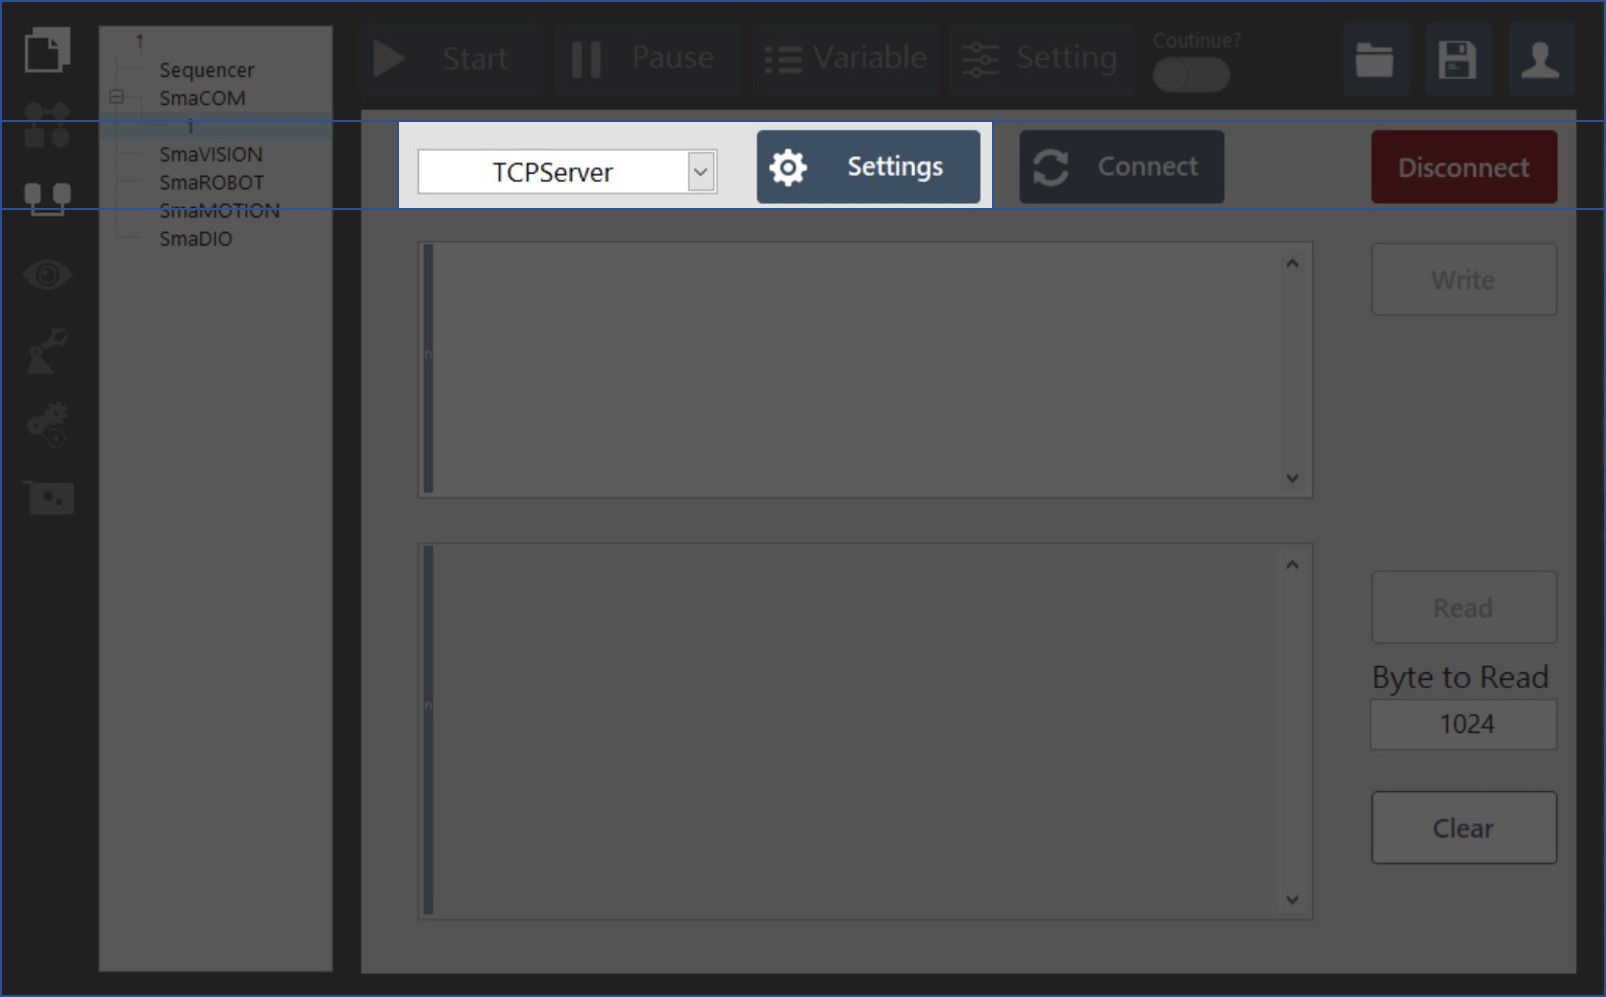 1
Sequencer
SmaCOM
1
SmaVISION
SmaROBOT
SmaMOTION
SmaDIO
Start
Pause
Variable
Setting
Coutinue?
TCPServer
Settings
Connect
Disconnect
Write
n
n
Read
Byte to Read
1024
Clear